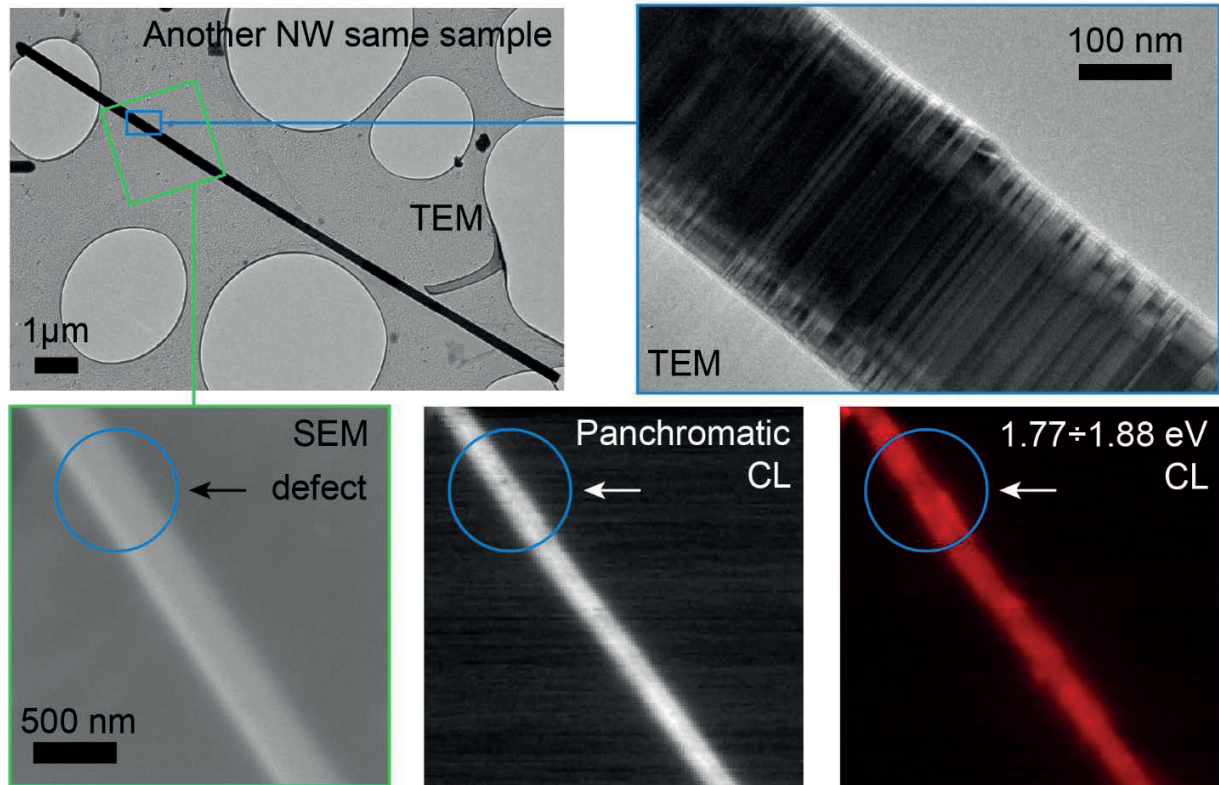 Another NW same sample
TEM
1µm
100 nm
TEM
SEM
defect
500 nm
Panchromatic
CL
1.77÷1.88 eV
CL